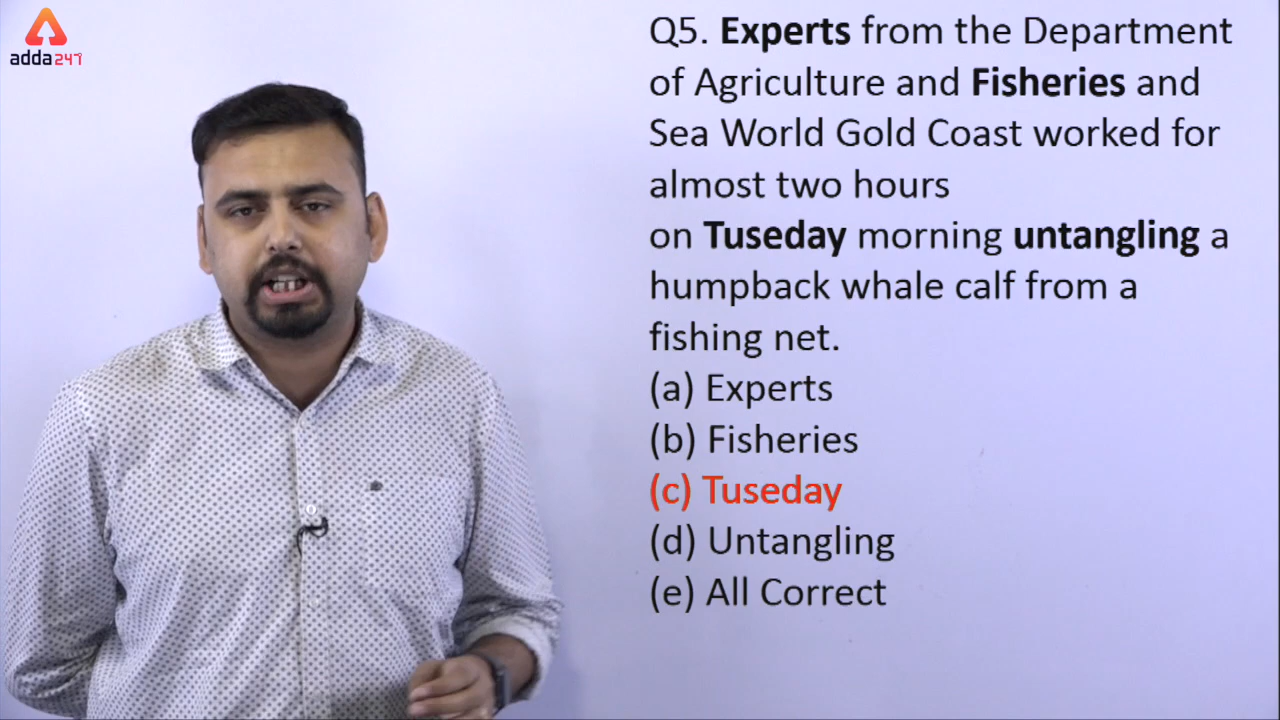 adda247
Q5. Experts from the Department
of Agriculture and Fisheries and
Sea World Gold Coast worked for
almost two hours
on Tuseday morning untangling a
humpback whale calf from a
fishing net.
(a) Experts
(b) Fisheries
(c) Tuseday
(d) Untangling
(e) All Correct